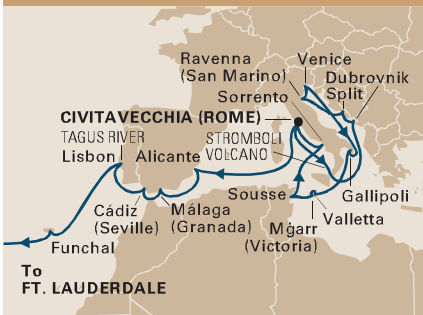 Ravenna
(San Marino)
Venice
Dubrovnik
Split
Sorrento
CIVITAVECCHIA (ROME)
TAGUS RIVER
Lisbon
Alicante
STROMBOLI
VOLCANO
Cádiz
(Seville)
Málaga
(Granada)
Sousse
Gallipoli
Valletta
Mġarr
(Victoria)
Funchal
To
FT. LAUDERDALE